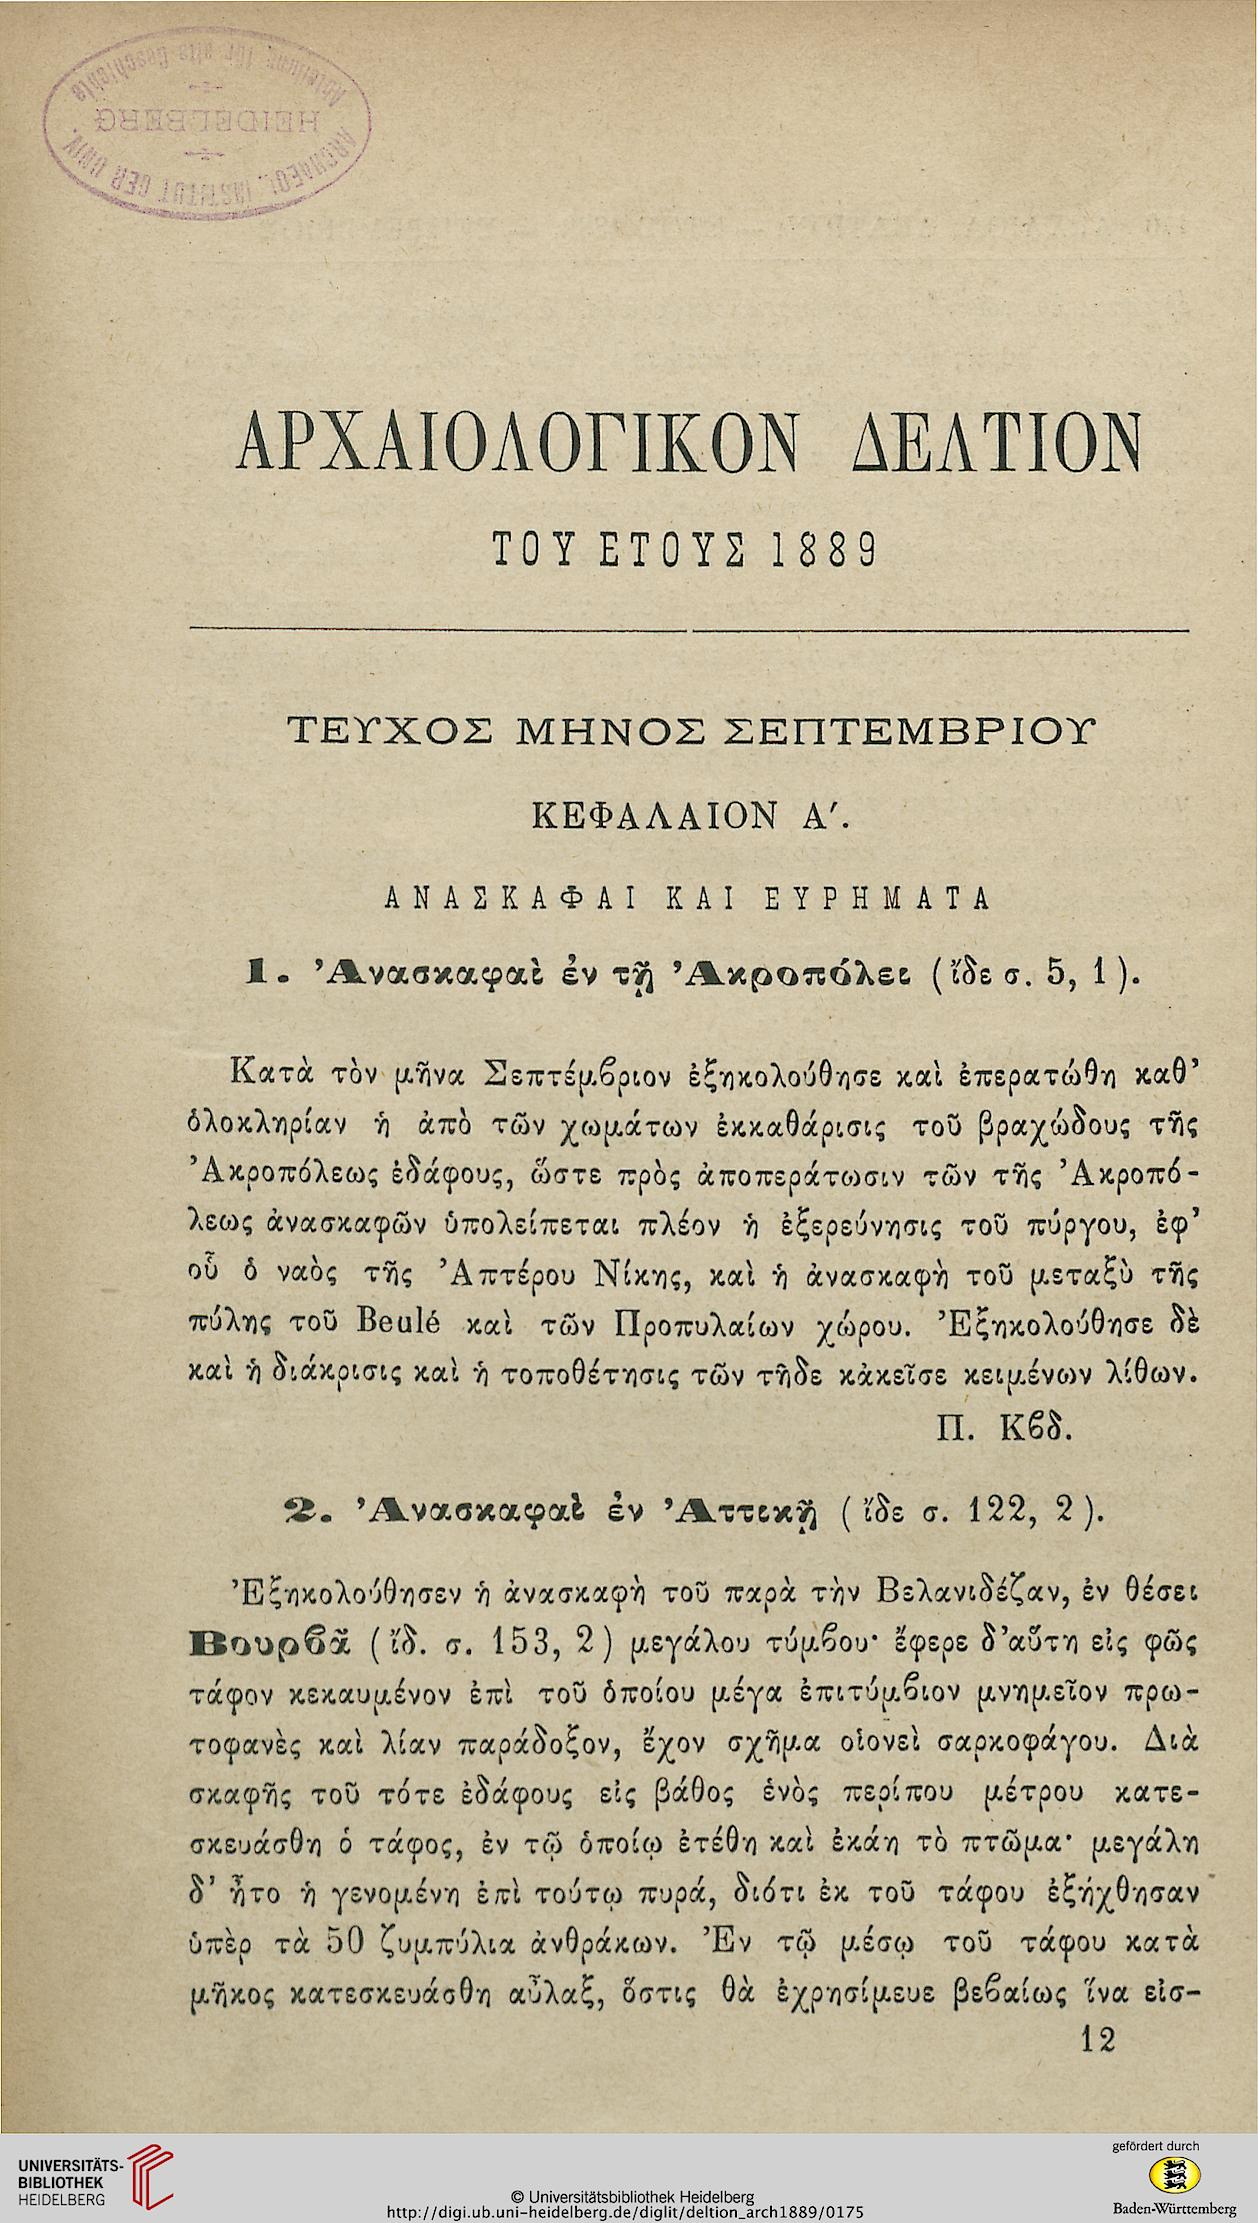 HEIDELBERG
ΑΡΧΑΙΟΛΟΓΙΚΟΝ ΔΕΛΤΙΟΝ
ΤΟΥ ΕΤΟΥΣ 1889
ΤΕΥΧΟΣ ΜΗΝΟΣ ΣΕΠΤΕΜΒΡΙΟΥ
ΚΕΦΑΛΑΙΟΝ Α′.
ΑΝΑΣΚΑΦΑΙ ΚΑΙ ΕΥΡΗΜΑΤΑ
1. Ἀνασκαφαὶ ἐν τῇ Ἀκροπόλει (ἴδε σ. 5, 1).
Κατὰ τὸν μῆνα Σεπτέμϐριον ἐξηκολούθησε καὶ ἐπερατώθη καθ’
ὁλοκληρίαν ἡ ἀπὸ τῶν χωμάτων ἐκκαθάρισις τοῦ βραχώδους τῆς
Ἀκροπόλεως ἐδάφους, ὥστε πρὸς ἀποπεράτωσιν τῶν τῆς Ἀκροπό-
λεως ἀνασκαφῶν ὑπολείπεται πλέον ἡ ἐξερεύνησις τοῦ πύργου, ἐφ’
οὗ ὁ ναὸς τῆς Ἀπτέρου Νίκης, καὶ ἡ ἀνασκαφὴ τοῦ μεταξὺ τῆς
πύλης τοῦ Beulé καὶ τῶν Προπυλαίων χώρου. Ἐξηκολούθησε δὲ
καὶ ἡ διάκρισις καὶ ἡ τοποθέτησις τῶν τῇδε κἀκεῖσε κειμένων λίθων.
Π. Κϐδ.
2. Ἀνασκαφαὶ ἐν Ἀττικῇ (ἴδε σ. 122, 2).
Ἐξηκολούθησεν ἡ ἀνασκαφὴ τοῦ παρὰ τὴν Βελανιδέζαν, ἐν θέσει
Βουρϐᾶ (ἴδ. σ. 153, 2) μεγάλου τύμϐου· ἔφερε δ’αὕτη εἰς φῶς
τάφον κεκαυμένον ἐπὶ τοῦ ὁποίου μέγα ἐπιτύμϐιον μνημεῖον πρω-
τοφανὲς καὶ λίαν παράδοξον, ἔχον σχῆμα οἱονεὶ σαρκοφάγου. Διὰ
σκαφῆς τοῦ τότε ἐδάφους εἰς βάθος ἑνὸς περίπου μέτρου κατε-
σκευάσθη ὁ τάφος, ἐν τῷ ὁποίῳ ἐτέθη καὶ ἐκάη τὸ πτῶμα· μεγάλη
δ’ ἦτο ἡ γενομένη ἐπὶ τούτῳ πυρά, διότι ἐκ τοῦ τάφου ἐξήχθησαν
ὑπὲρ τὰ 50 ζυμπύλια ἀνθράκων. Ἐν τῷ μέσῳ τοῦ τάφου κατὰ
μῆκος κατεσκευάσθη αὖλαξ, ὅστις θὰ ἐχρησίμευε βεϐαίως ἵνα εἰσ-
12
UNIVERSITÄTS-
BIBLIOTHEK
HEIDELBERG
© Universitätsbibliothek Heidelberg
http://digi.ub.uni-heidelberg.de/diglit/deltion_arch1889/0175
gefördert durch
Baden-Württemberg